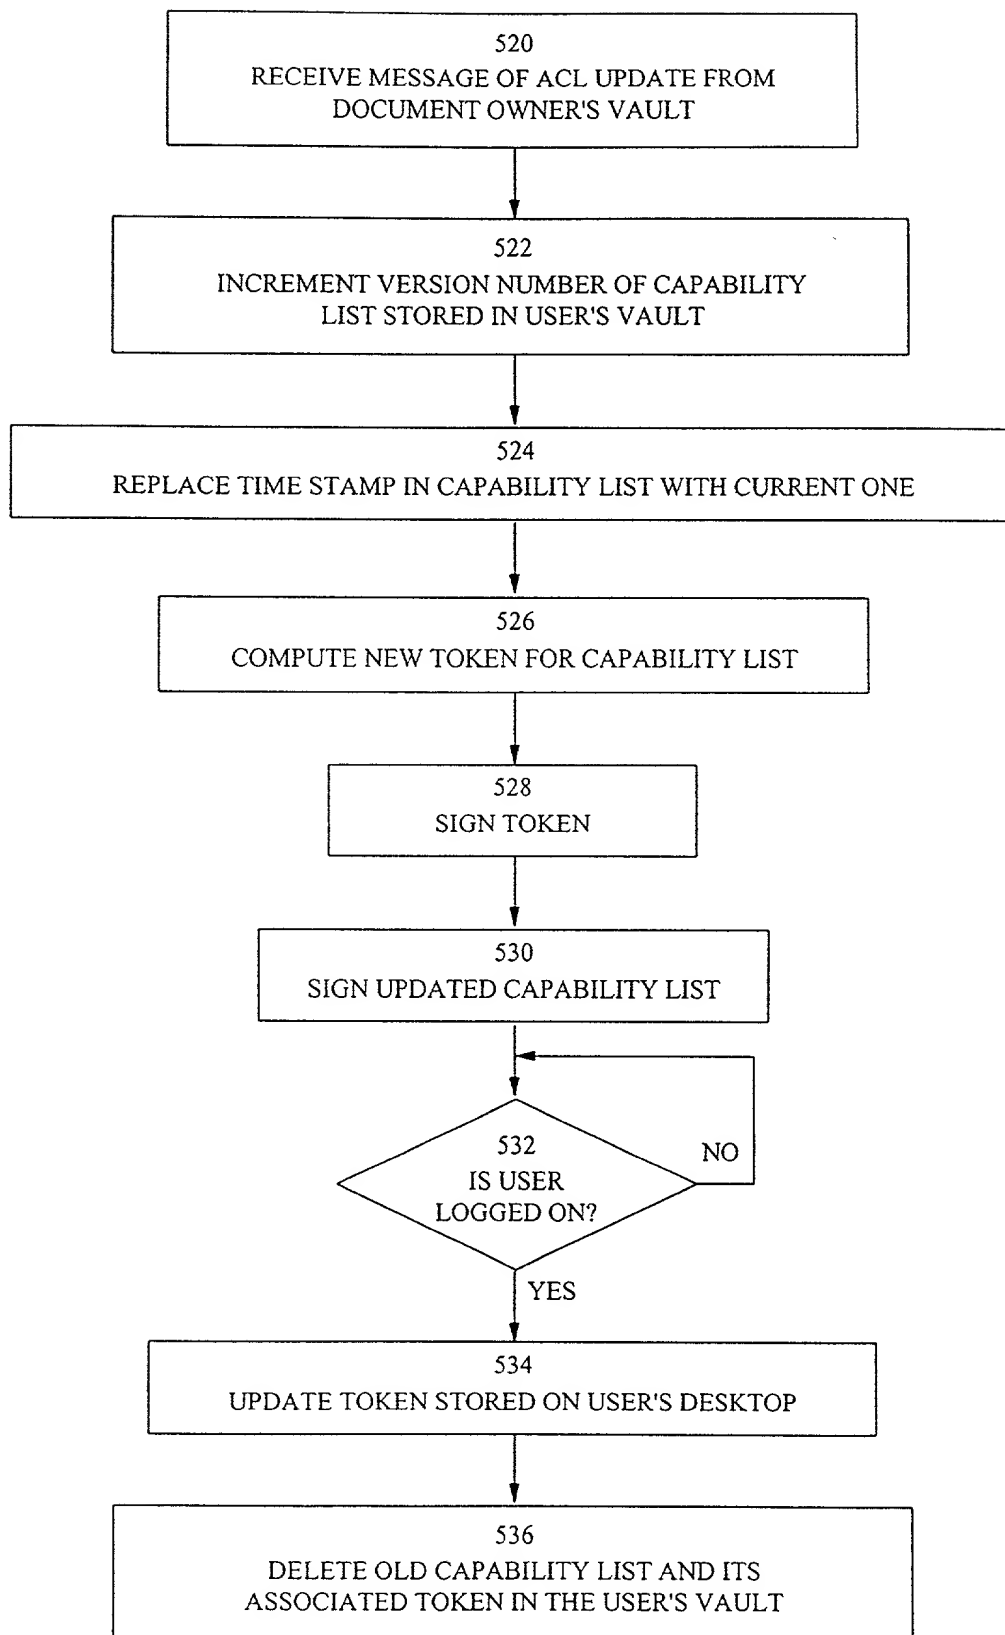 520
RECEIVE MESSAGE OF ACL UPDATE FROM
DOCUMENT OWNER'S VAULT
522
INCREMENT VERSION NUMBER OF CAPABILITY
LIST STORED IN USER'S VAULT
524
REPLACE TIME STAMP IN CAPABILITY LIST WITH CURRENT ONE
526
COMPUTE NEW TOKEN FOR CAPABILITY LIST
528
SIGN TOKEN
530
SIGN UPDATED CAPABILITY LIST
532
IS USER
LOGGED ON?
NO
YES
534
UPDATE TOKEN STORED ON USER'S DESKTOP
536
DELETE OLD CAPABILITY LIST AND ITS
ASSOCIATED TOKEN IN THE USER'S VAULT